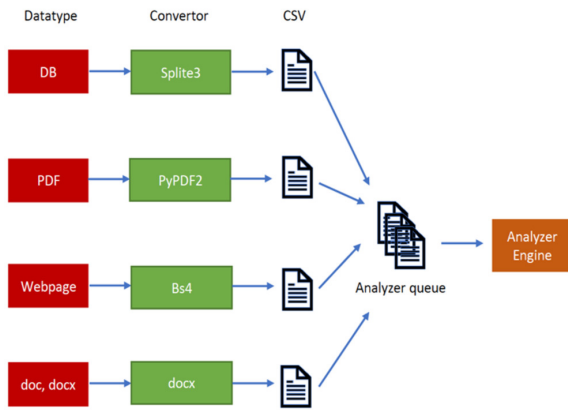 Datatype Convertor CSV
DB Splite3
PDF PyPDF2
Analyzer
Engine
Webpage Bs4
Analyzer queue
doc, docx docx